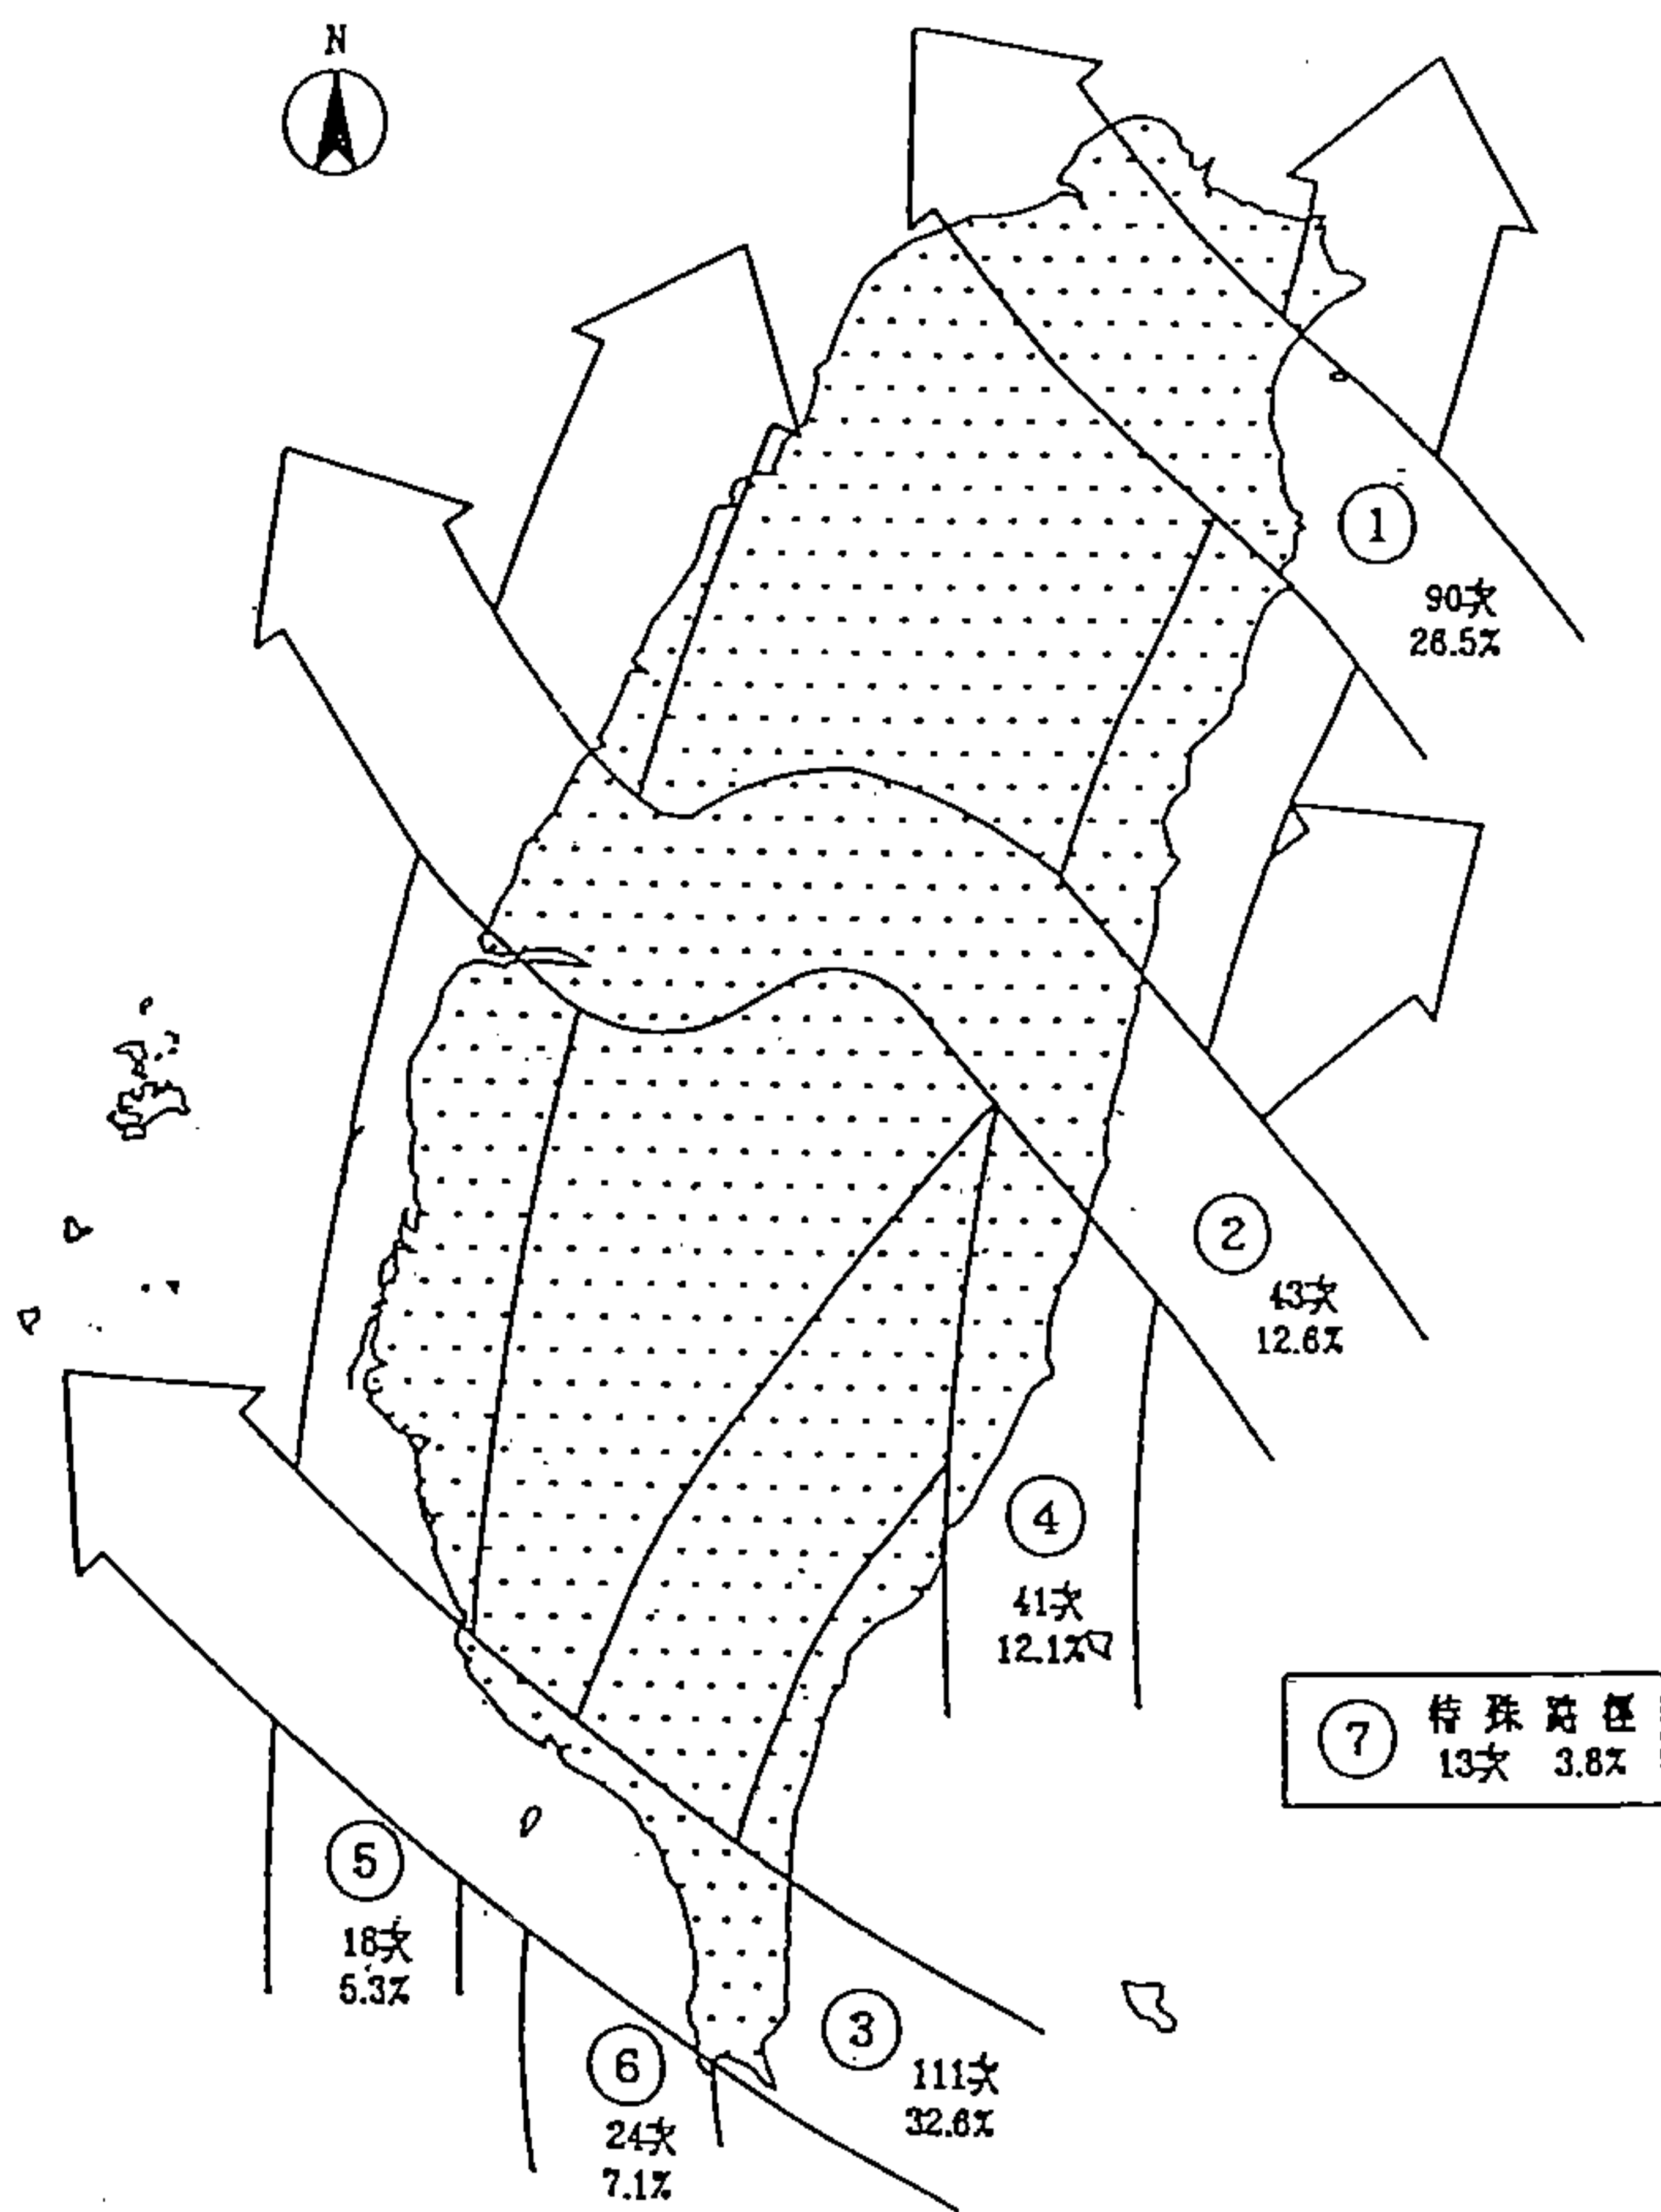 N
①
90次
26.5%
②
43次
12.6%
④
41次
12.1%
⑦ 特殊路徑
13次 3.8%
⑤
18次
5.3%
③
111次
32.6%
⑥
24次
7.1%